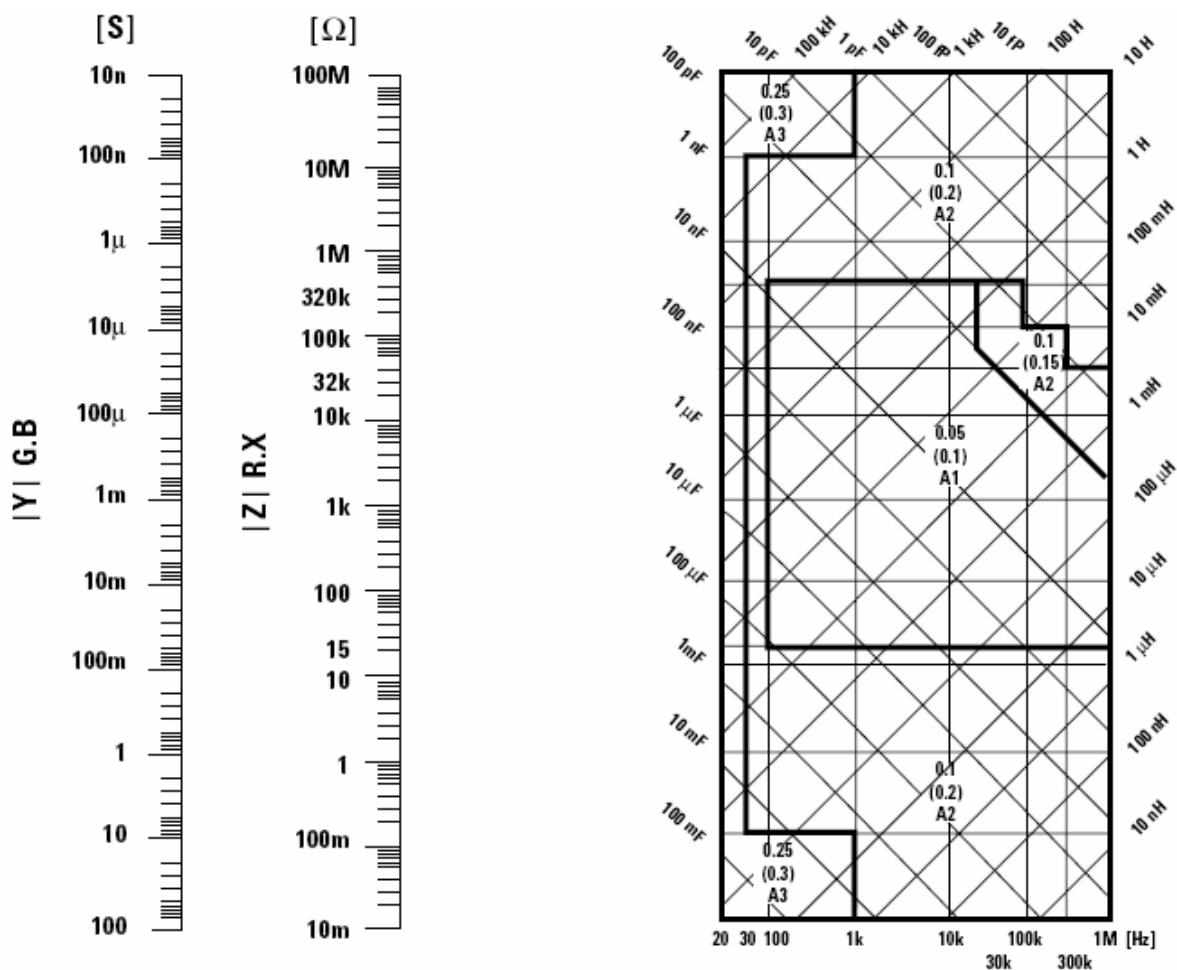 [S]
[Ω]
|Y| G.B
10n
100n
1µ
10µ
100µ
1m
10m
100m
1
10
100
|Z| R.X
100M
10M
1M
320k
100k
32k
10k
1k
100
15
10
1
100m
10m
10 pF
100 kH
1 pF
10 kH
100 fP
1 kH
10 fP
100 H
10 H
100 pF
1 nF
10 nF
100 nF
1 µF
10 µF
100 µF
1mF
10 mF
100 mF
1 H
100 mH
10 mH
1 mH
100 µH
10 µH
1 µH
100 nH
10 nH
0.25
(0.3)
A3
0.1
(0.2)
A2
0.1
(0.15)
A2
0.05
(0.1)
A1
0.1
(0.2)
A2
0.25
(0.3)
A3
20 30 100 1k 10k 100k 1M [Hz]
30k 300k